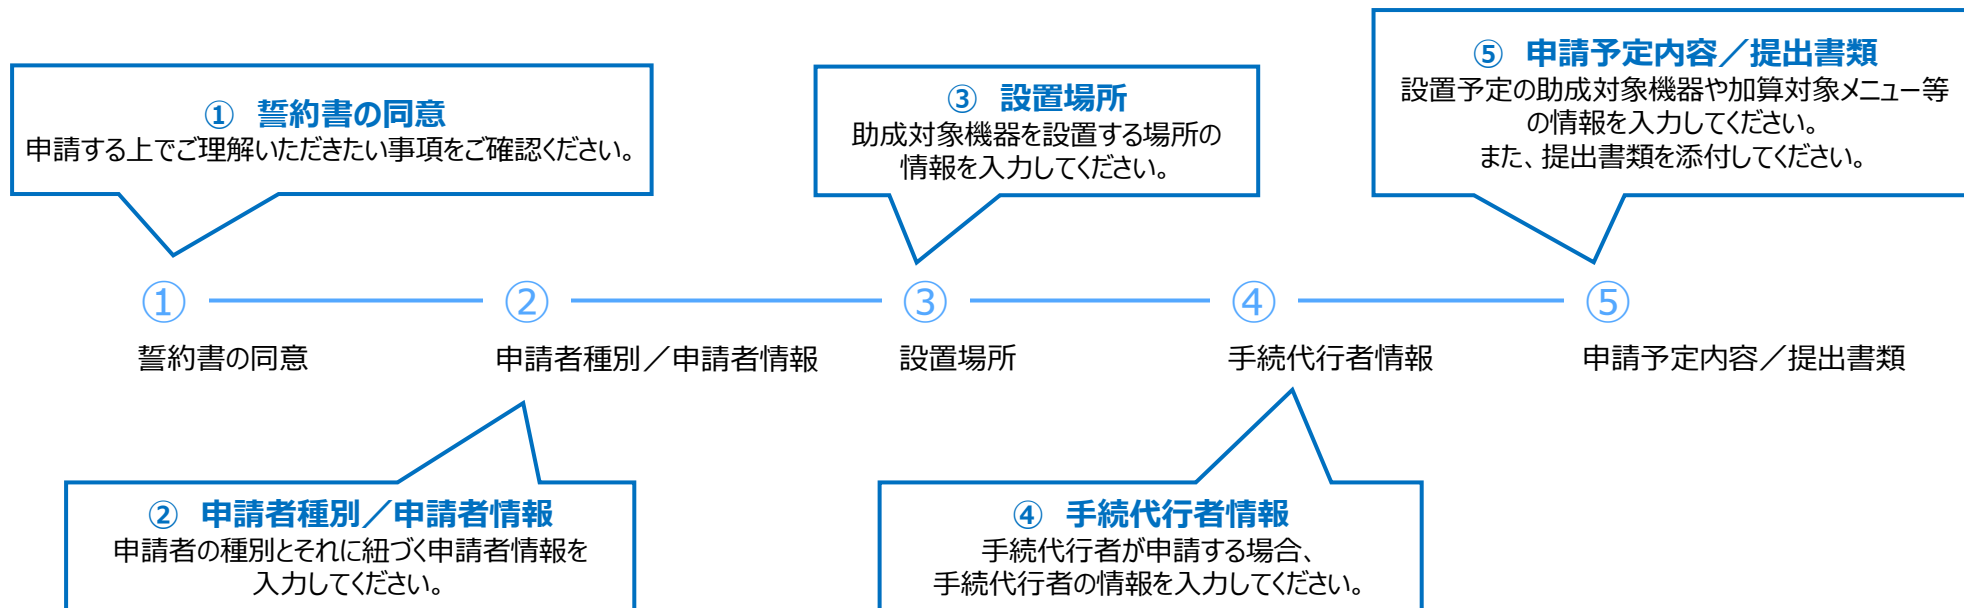 ① 誓約書の同意
申請する上でご理解いただきたい事項をご確認ください。
③ 設置場所
助成対象機器を設置する場所の
情報を入力してください。
⑤ 申請予定内容／提出書類
設置予定の助成対象機器や加算対象メニュー等
の情報を入力してください。
また、提出書類を添付してください。
①
②
③
④
⑤
誓約書の同意
申請者種別／申請者情報
設置場所
手続代行者情報
申請予定内容／提出書類
② 申請者種別／申請者情報
申請者の種別とそれに紐づく申請者情報を
入力してください。
④ 手続代行者情報
手続代行者が申請する場合、
手続代行者の情報を入力してください。